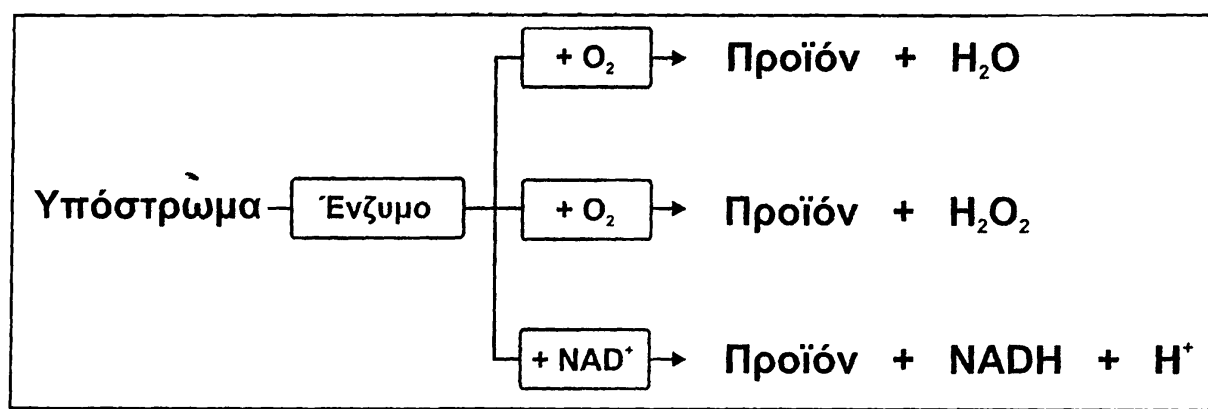 + O₂ Προϊόν + H₂O
Υπόστρωμα Ένζυμο + O₂ Προϊόν + H₂O₂
+ NAD⁺ Προϊόν + NADH + H⁺